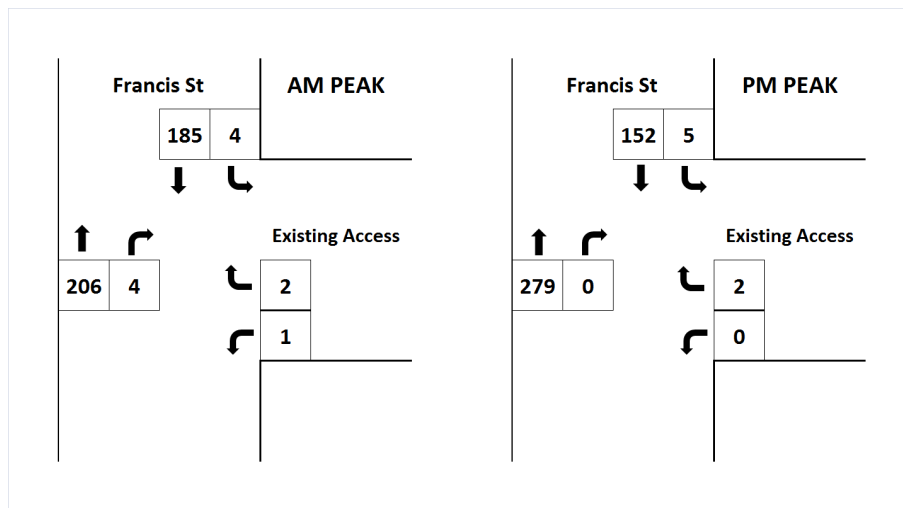 Francis St
AM PEAK
185 4
Existing Access
206 4
2
1
Francis St
PM PEAK
152 5
Existing Access
279 0
2
0